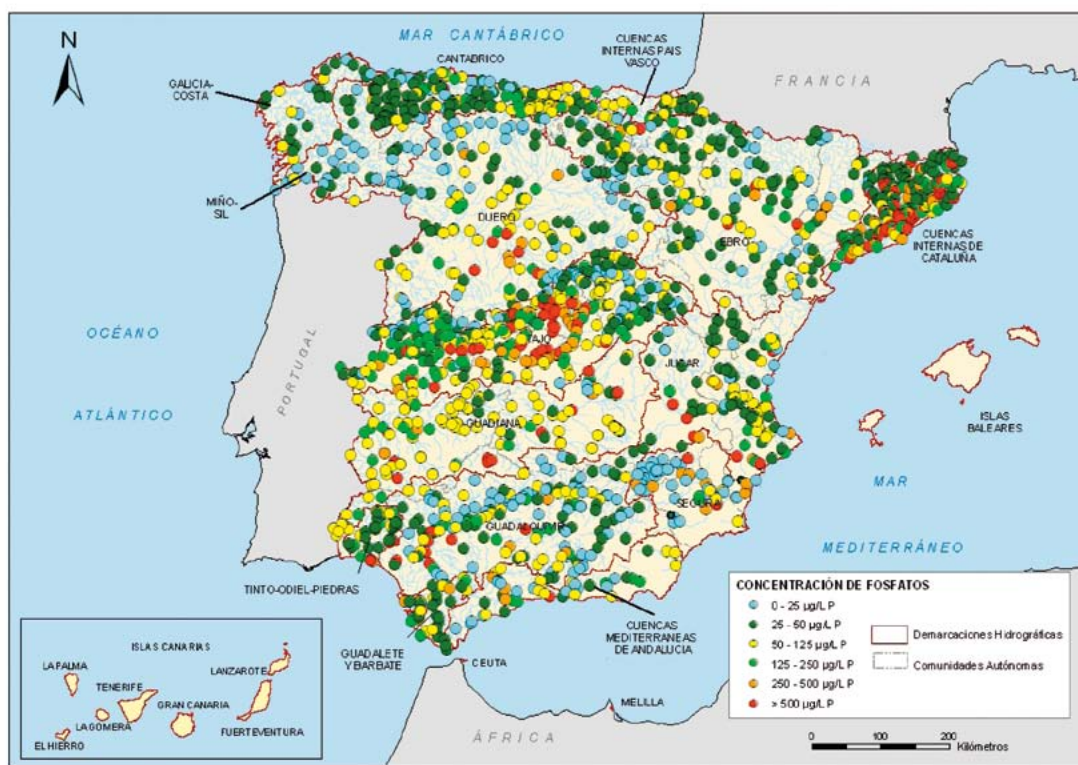 N
MAR CANTÁBRICO
CANTABRICO
CUENCAS
INTERNAS PAIS
VASCO
FRANCIA
GALICIA-
COSTA
MIÑO-
SIL
DUERO
EBRO
CUENCAS
INTERNAS DE
CATALUÑA
OCÉANO
ATLÁNTICO
PORTUGAL
TAJO
JUCAR
ISLAS
BALEARES
GUADIANA
MAR
MEDITERRÁNEO
SEGURA
GUADALQUIVIR
TINTO-ODIEL-PIEDRAS
GUADALETE
Y BARBATE
CEUTA
CUENCAS
MEDITERRANEAS
DE ANDALUCIA
MELILLA
ÁFRICA
ISLAS CANARIAS
LA PALMA
LANZAROTE
TENERIFE
GRAN CANARIA
LA GOMERA
EL HIERRO
FUERTEVENTURA
CONCENTRACIÓN DE FOSFATOS
0 - 25 µg/L P
25 - 50 µg/L P
50 - 125 µg/L P
125 - 250 µg/L P
250 - 500 µg/L P
> 500 µg/L P
Demarcaciones Hidrográficas
Comunidades Autónomas
0 50 100 200
Kilómetros